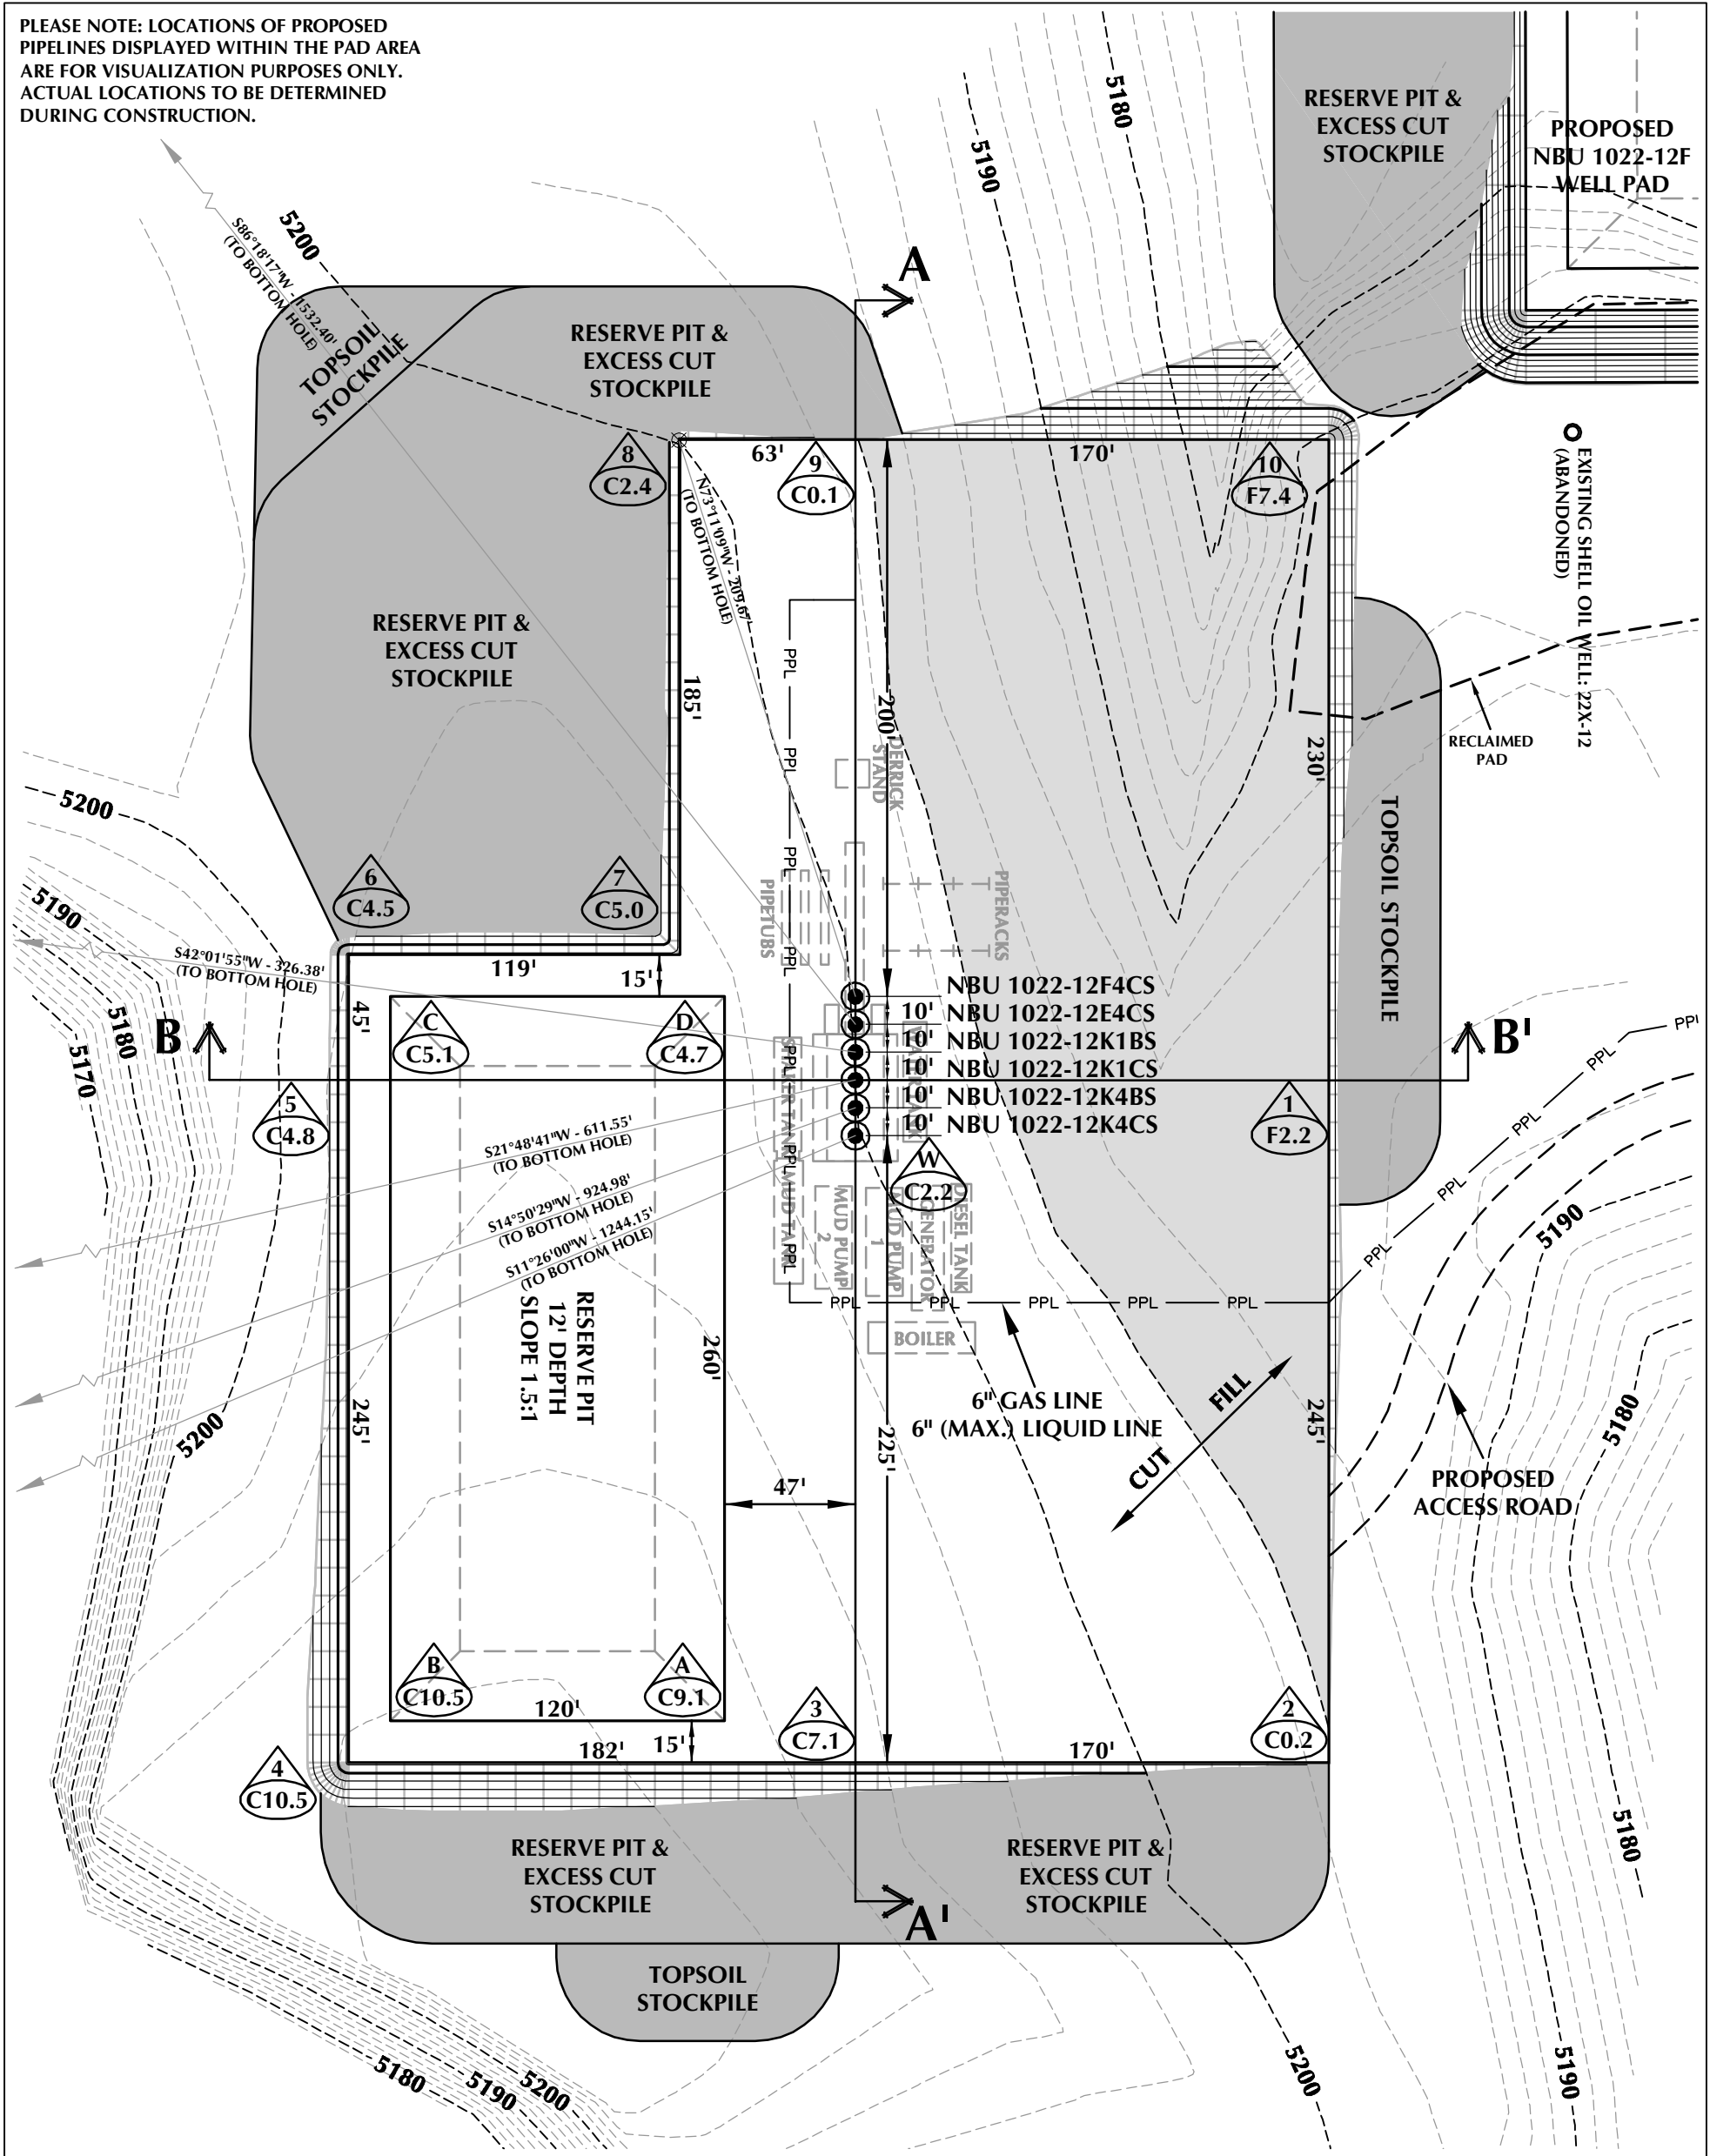 PLEASE NOTE: LOCATIONS OF PROPOSED
PIPELINES DISPLAYED WITHIN THE PAD AREA
ARE FOR VISUALIZATION PURPOSES ONLY.
ACTUAL LOCATIONS TO BE DETERMINED
DURING CONSTRUCTION.
5180
5190
RESERVE PIT &
EXCESS CUT
STOCKPILE
PROPOSED
NBU 1022-12F
WELL PAD
5200
S86°18'17"W - 1532.40'
(TO BOTTOM HOLE)
TOPSOIL
STOCKPILE
RESERVE PIT &
EXCESS CUT
STOCKPILE
A
8
C2.4
63'
9
C0.1
170'
10
F7.4
N73°11'09"W - 209.67'
(TO BOTTOM HOLE)
EXISTING SHELL OIL WELL: 22X-12
(ABANDONED)
RESERVE PIT &
EXCESS CUT
STOCKPILE
185'
200'
230'
RECLAIMED
PAD
PPL
PPL
PPL
PPL
PPL
PPL
PPL
DERRICK
STAND
TOPSOIL STOCKPILE
5200
6
C4.5
7
C5.0
PIPETUBS
PIPERACKS
5190
S42°01'55"W - 326.38'
(TO BOTTOM HOLE)
119'
15'
45'
5180
5170
B
C
C5.1
D
C4.7
NBU 1022-12F4CS
10' NBU 1022-12E4CS
10' NBU 1022-12K1BS
10' NBU 1022-12K1CS
10' NBU 1022-12K4BS
10' NBU 1022-12K4CS
B'
PPL
PPL
PPL
PPL
PPL
5
C4.8
1
F2.2
S21°48'41"W - 611.55'
(TO BOTTOM HOLE)
W
C2.2
S14°50'29"W - 924.98'
(TO BOTTOM HOLE)
S11°26'00"W - 1244.15'
(TO BOTTOM HOLE)
MUD TANK
MUD PUMP
2
MUD PUMP
1
GENERATOR
DIESEL TANK
5190
PPL
PPL
PPL
PPL
PPL
BOILER
RESERVE PIT
12' DEPTH
SLOPE 1.5:1
260'
6" GAS LINE
6" (MAX.) LIQUID LINE
FILL
CUT
245'
225'
245'
5200
5180
47'
PROPOSED
ACCESS ROAD
B
C10.5
A
C9.1
120'
3
C7.1
2
C0.2
182'
15'
170'
4
C10.5
RESERVE PIT &
EXCESS CUT
STOCKPILE
RESERVE PIT &
EXCESS CUT
STOCKPILE
5180
A'
TOPSOIL
STOCKPILE
5180
5190
5200
5200
5190